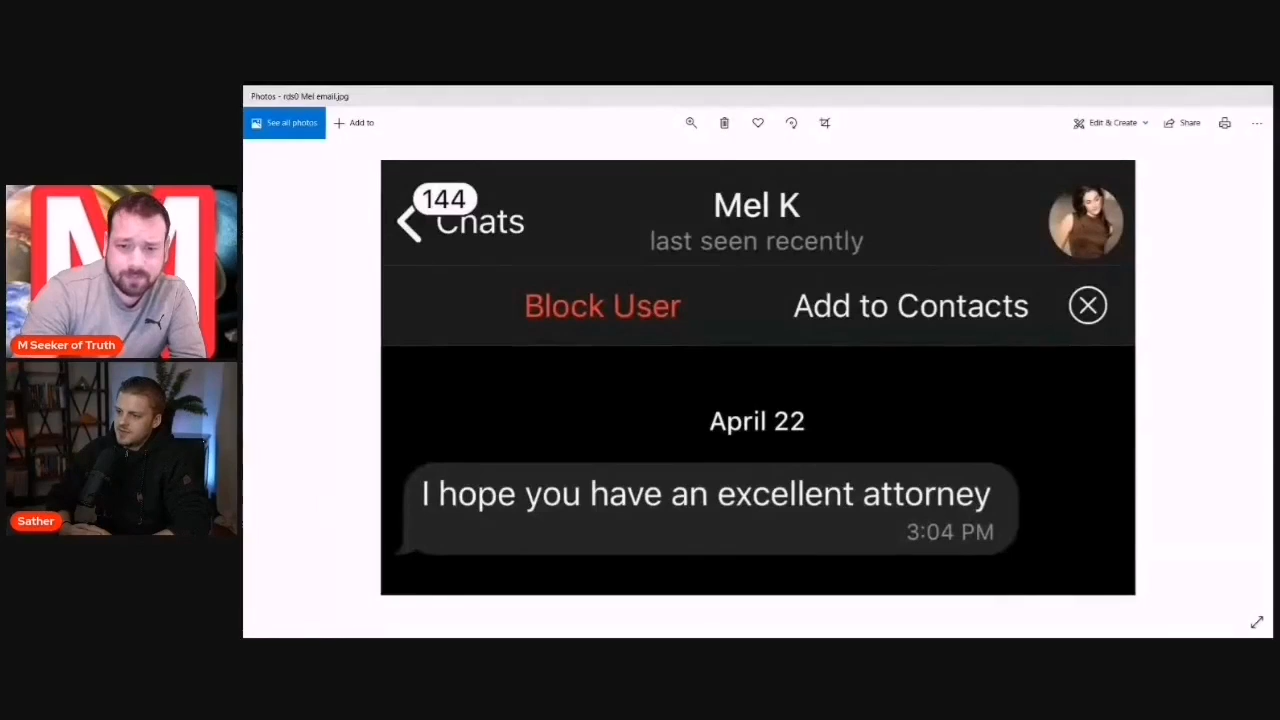 Photos - rds0 Mel email.jpg
See all photos
Add to
Edit & Create
Share
144
Chats
Mel K
last seen recently
Block User
Add to Contacts
April 22
I hope you have an excellent attorney
3:04 PM
M
M Seeker of Truth
Sather